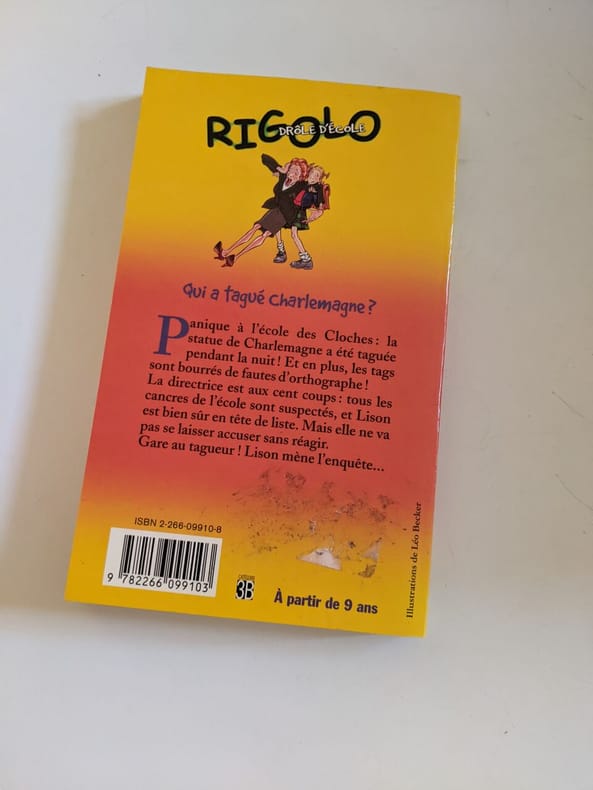 RIGOLO
DRÔLE D'ÉCOLE
Qui a tagué Charlemagne ?
Panique à l'école des Cloches : la
statue de Charlemagne a été taguée
pendant la nuit ! Et en plus, les tags
sont bourrés de fautes d'orthographe !
La directrice est aux cent coups : tous les
cancres de l'école sont suspectés, et Lison
est bien sûr en tête de liste. Mais elle ne va
pas se laisser accuser sans réagir.
Gare au tagueur ! Lison mène l'enquête...
ISBN 2-266-09910-8
9 782266 099103
CATÉGORIE
3B
À partir de 9 ans
Illustrations de Léo Becker